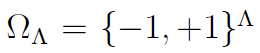 Ω_Λ = {−1, +1}^Λ